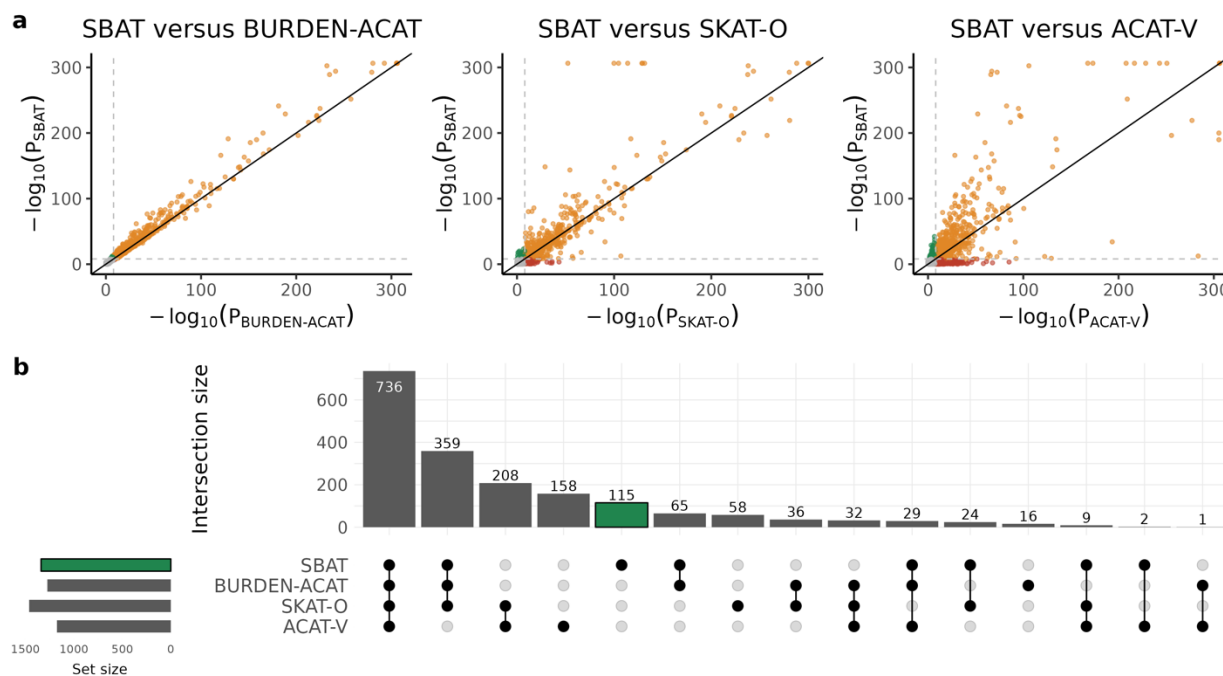 a
SBAT versus BURDEN-ACAT
SBAT versus SKAT-O
SBAT versus ACAT-V
300
200
100
0
−log10(PSBAT)
0 100 200 300
−log10(PBURDEN-ACAT)
300
200
100
0
−log10(PSBAT)
0 100 200 300
−log10(PSKAT-O)
300
200
100
0
−log10(PSBAT)
0 100 200 300
−log10(PACAT-V)
b
Intersection size
600
400
200
0
736 359 208 158 115 65 58 36 32 29 24 16 9 2 1
SBAT
BURDEN-ACAT
SKAT-O
ACAT-V
1500 1000 500 0
Set size